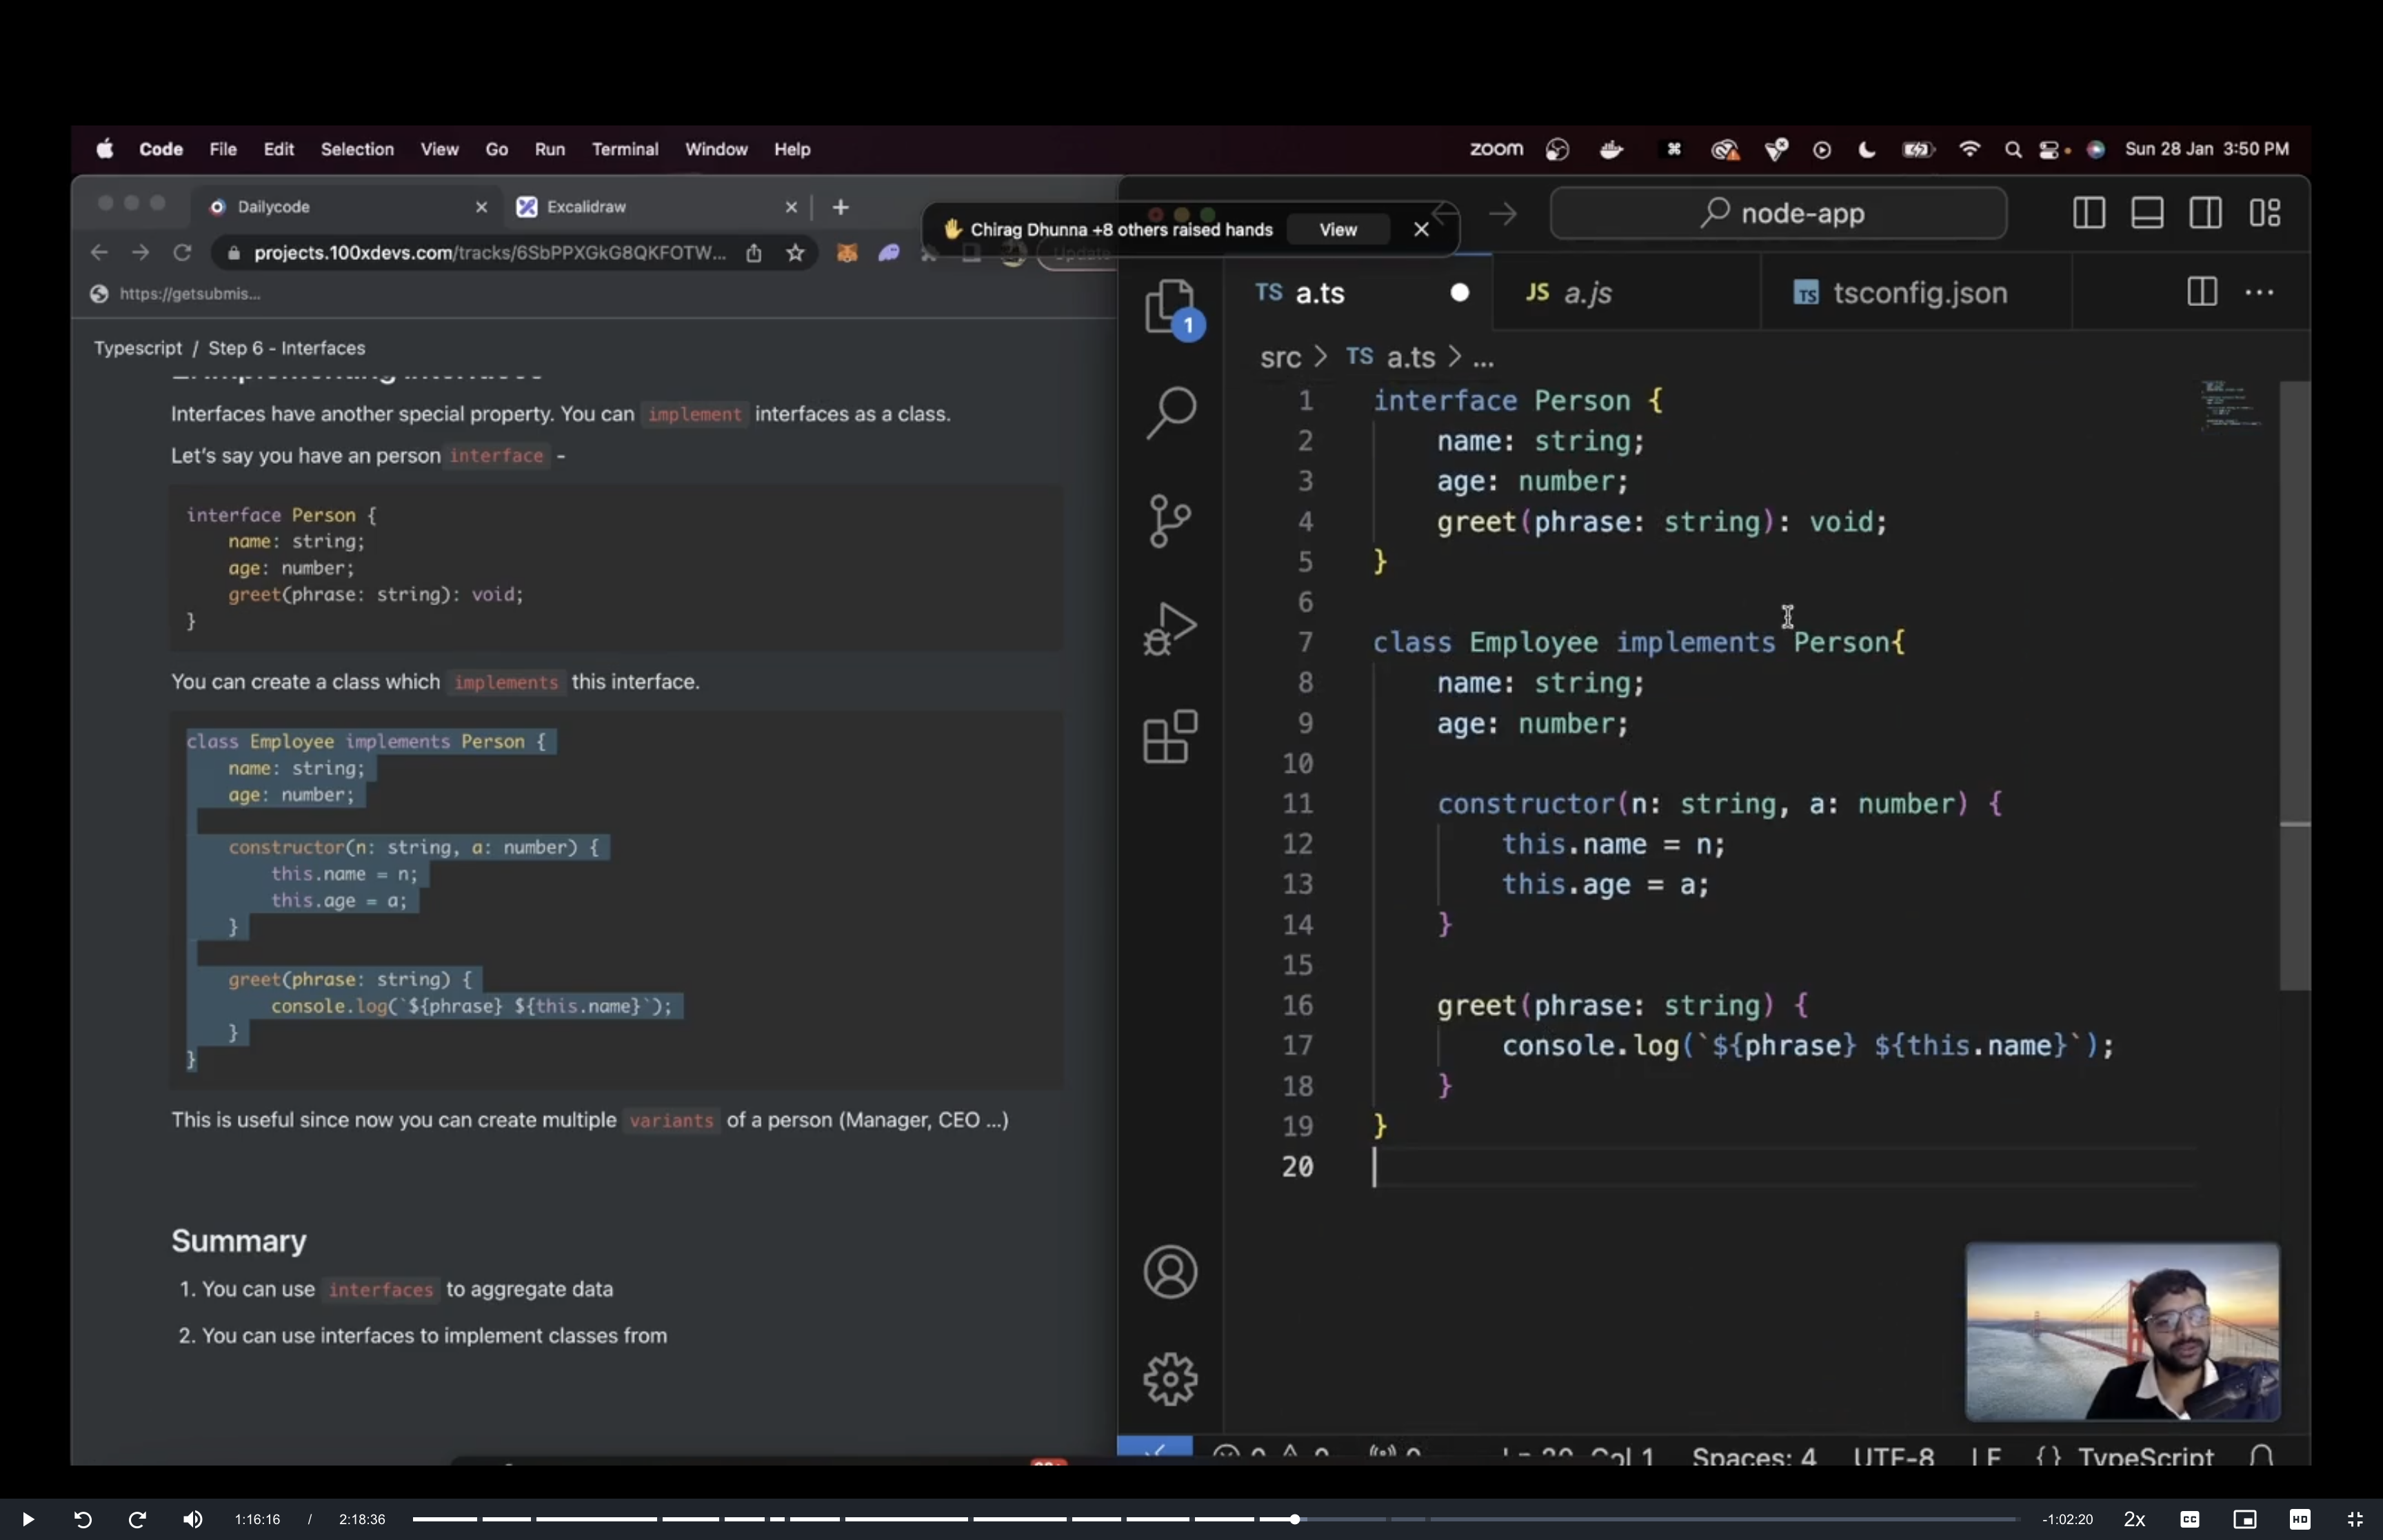 Code File Edit Selection View Go Run Terminal Window Help
zoom
Sun 28 Jan 3:50 PM
Dailycode
Excalidraw
projects.100xdevs.com/tracks/6SbPPXGkG8QKFOTW...
Update
https://getsubmis...
✋ Chirag Dhunna +8 others raised hands View
Typescript / Step 6 - Interfaces
Interfaces have another special property. You can implement interfaces as a class.
Let's say you have an person interface -
interface Person {
name: string;
age: number;
greet(phrase: string): void;
}
You can create a class which implements this interface.
class Employee implements Person {
name: string;
age: number;
constructor(n: string, a: number) {
this.name = n;
this.age = a;
}
greet(phrase: string) {
console.log(`${phrase} ${this.name}`);
}
}
This is useful since now you can create multiple variants of a person (Manager, CEO ...)
Summary
1. You can use interfaces to aggregate data
2. You can use interfaces to implement classes from
node-app
1
TS a.ts
JS a.js
TS tsconfig.json
src > TS a.ts > ...
1 interface Person {
2 name: string;
3 age: number;
4 greet(phrase: string): void;
5 }
6
7 class Employee implements Person{
8 name: string;
9 age: number;
10
11 constructor(n: string, a: number) {
12 this.name = n;
13 this.age = a;
14 }
15
16 greet(phrase: string) {
17 console.log(`${phrase} ${this.name}`);
18 }
19 }
20
Ln 20, Col 1 Spaces: 4 UTF-8 LF {} TypeScript
1:16:16 / 2:18:36
-1:02:20 2x CC HD